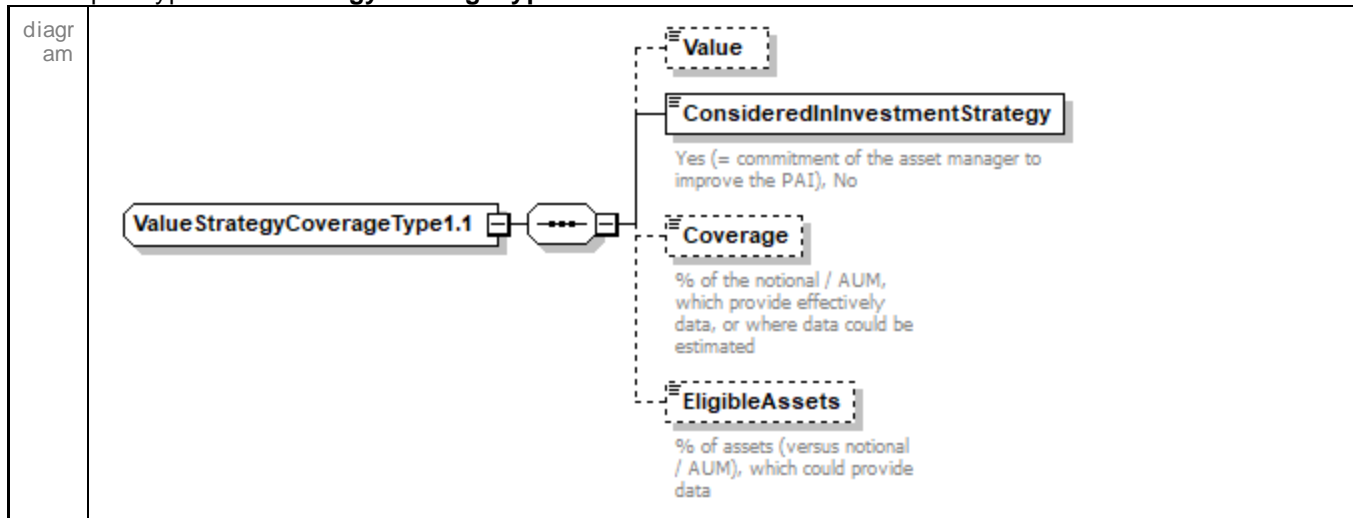 diagr
am
Value
ConsideredInInvestmentStrategy
Yes (= commitment of the asset manager to
improve the PAI), No
ValueStrategyCoverageType1.1
Coverage
% of the notional / AUM,
which provide effectively
data, or where data could be
estimated
EligibleAssets
% of assets (versus notional
/ AUM), which could provide
data